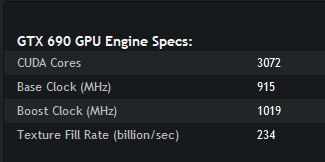 GTX 690 GPU Engine Specs:
CUDA Cores 3072
Base Clock (MHz) 915
Boost Clock (MHz) 1019
Texture Fill Rate (billion/sec) 234